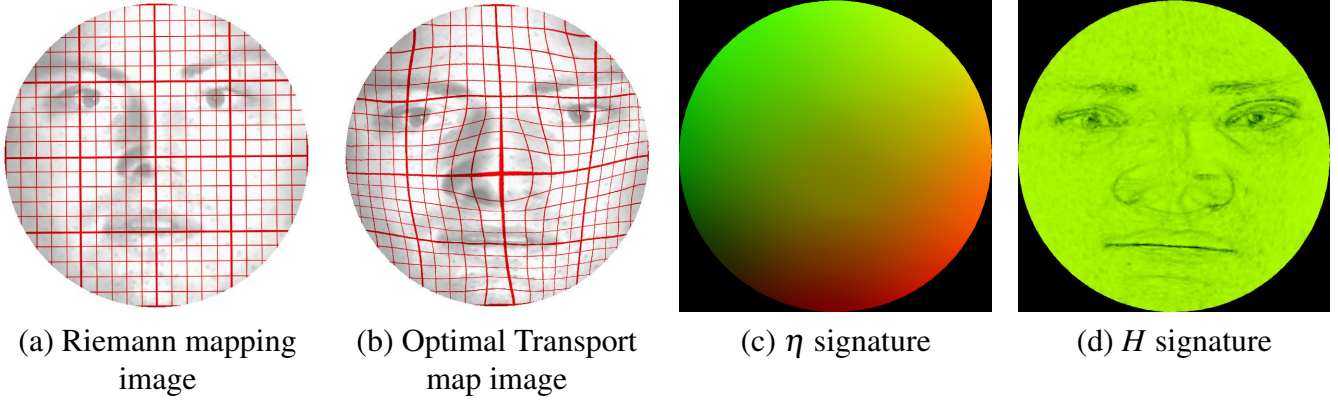 (a) Riemann mapping
image
(b) Optimal Transport
map image
(c) η signature
(d) H signature